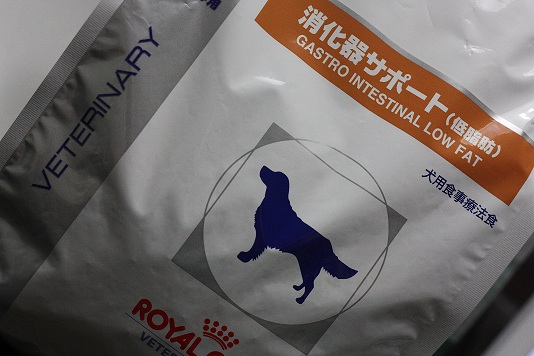 消化器サポート（低脂肪）
GASTRO INTESTINAL LOW FAT
VETERINARY
犬用食事療法食
ROYAL